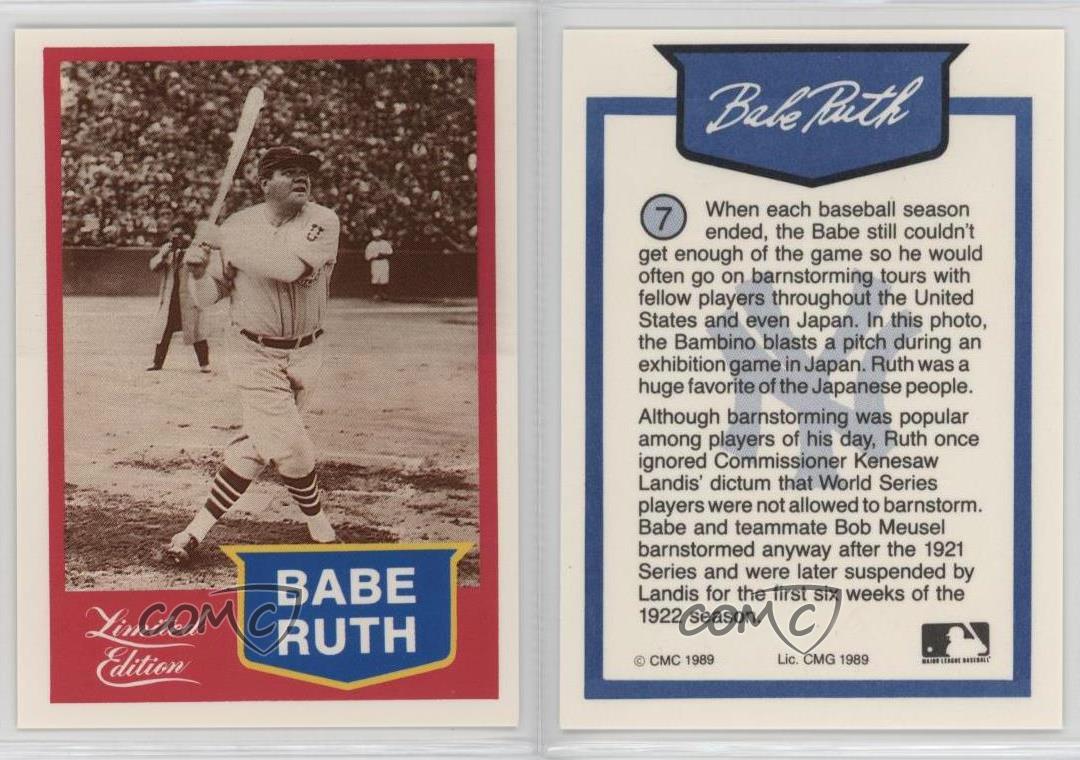 BABE
RUTH
Limited
Edition
COMC
Babe Ruth
7
When each baseball season
ended, the Babe still couldn't
get enough of the game so he would
often go on barnstorming tours with
fellow players throughout the United
States and even Japan. In this photo,
the Bambino blasts a pitch during an
exhibition game in Japan. Ruth was a
huge favorite of the Japanese people.
Although barnstorming was popular
among players of his day, Ruth once
ignored Commissioner Kenesaw
Landis' dictum that World Series
players were not allowed to barnstorm.
Babe and teammate Bob Meusel
barnstormed anyway after the 1921
Series and were later suspended by
Landis for the first six weeks of the
1922 season.
COMC
© CMC 1989 Lic. CMG 1989
MAJOR LEAGUE BASEBALL